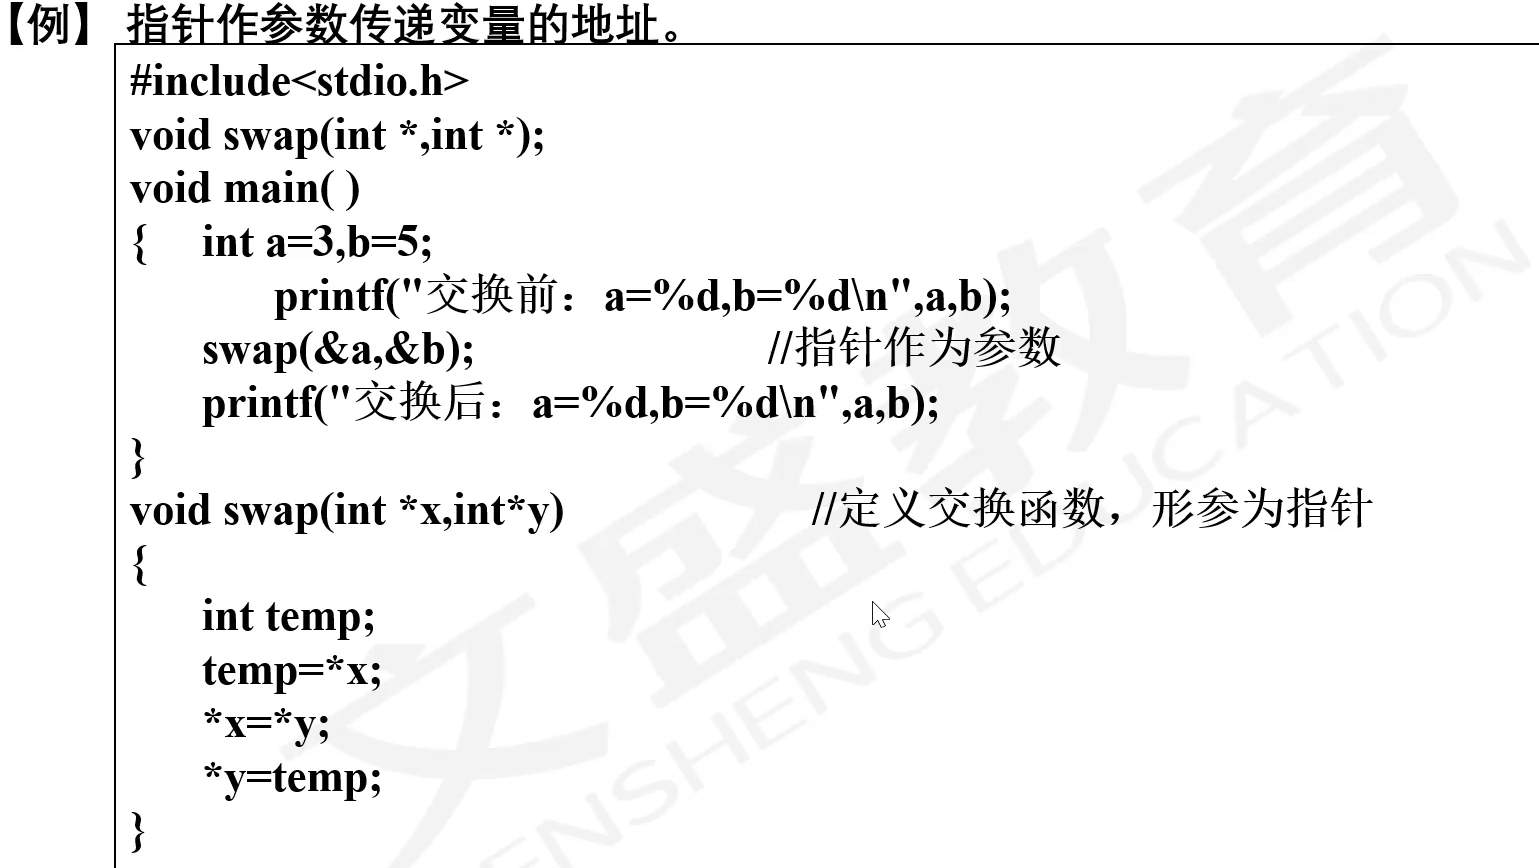 【例】 指针作参数传递变量的地址。
#include<stdio.h>
void swap(int *,int *);
void main( )
{ int a=3,b=5;
printf("交换前：a=%d,b=%d\n",a,b);
swap(&a,&b); //指针作为参数
printf("交换后：a=%d,b=%d\n",a,b);
}
void swap(int *x,int*y) //定义交换函数，形参为指针
{
int temp;
temp=*x;
*x=*y;
*y=temp;
}
文盛教育
ENSHENG EDUCATION